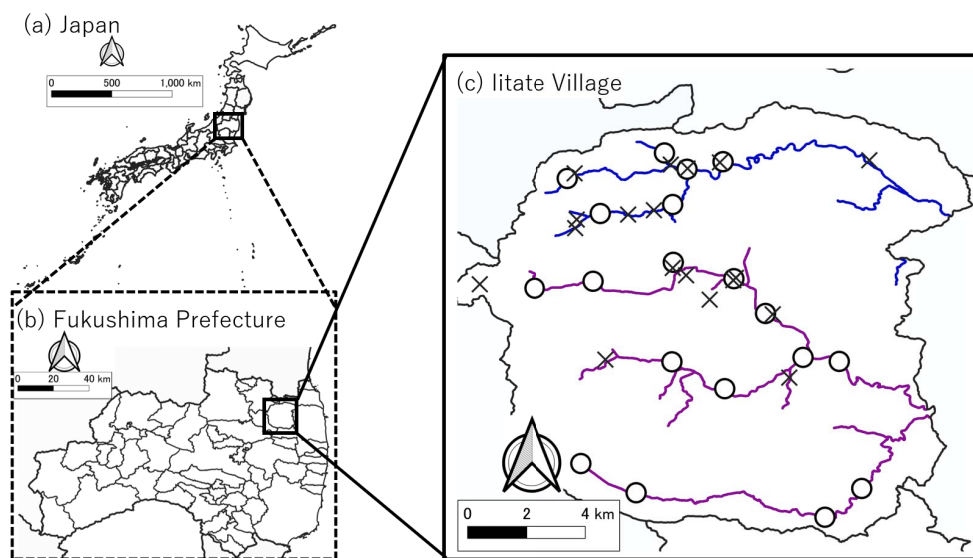 (a) Japan
0 500 1,000 km
(b) Fukushima Prefecture
0 20 40 km
(c) Iitate Village
0 2 4 km